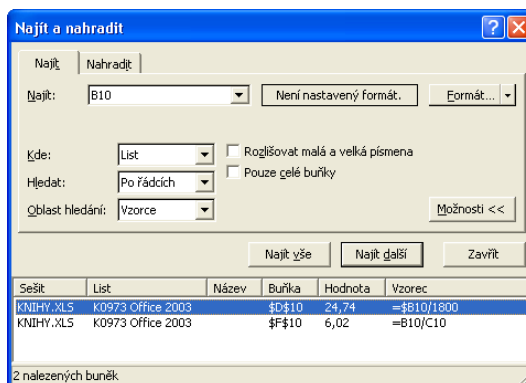 Najít a nahradit
Najít Nahradit
Najít: B10 Není nastavený formát. Formát...
Kde: List Rozlišovat malá a velká písmena
Hledat: Po řádcích Pouze celé buňky
Oblast hledání: Vzorce Možnosti <<
Najít vše Najít další Zavřít
Sešit List Název Buňka Hodnota Vzorec
KNIHY.XLS K0973 Office 2003 $D$10 24,74 =$B10/1800
KNIHY.XLS K0973 Office 2003 $F$10 6,02 =B10/C10
2 nalezených buněk